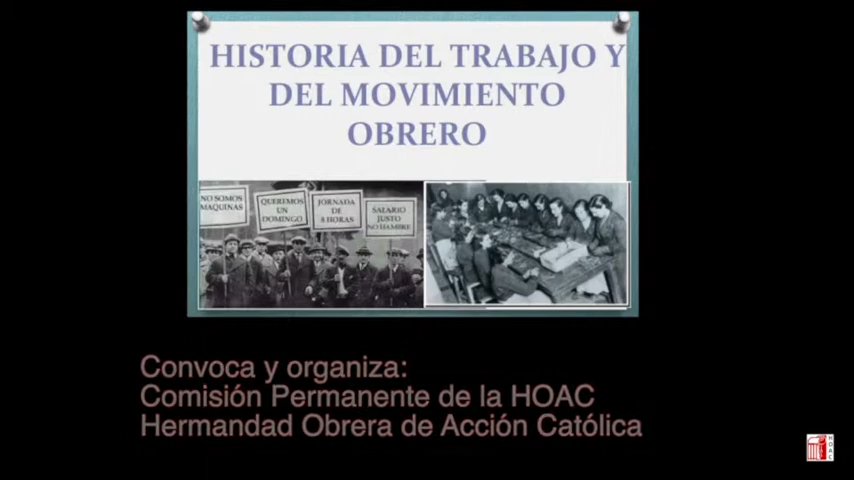 HISTORIA DEL TRABAJO Y
DEL MOVIMIENTO
OBRERO
NO SOMOS
MAQUINAS
QUEREMOS
UN
DOMINGO
JORNADA
DE
8 HORAS
SALARIO
JUSTO
NO HAMBRE
Convoca y organiza:
Comisión Permanente de la HOAC
Hermandad Obrera de Acción Católica
HOAC